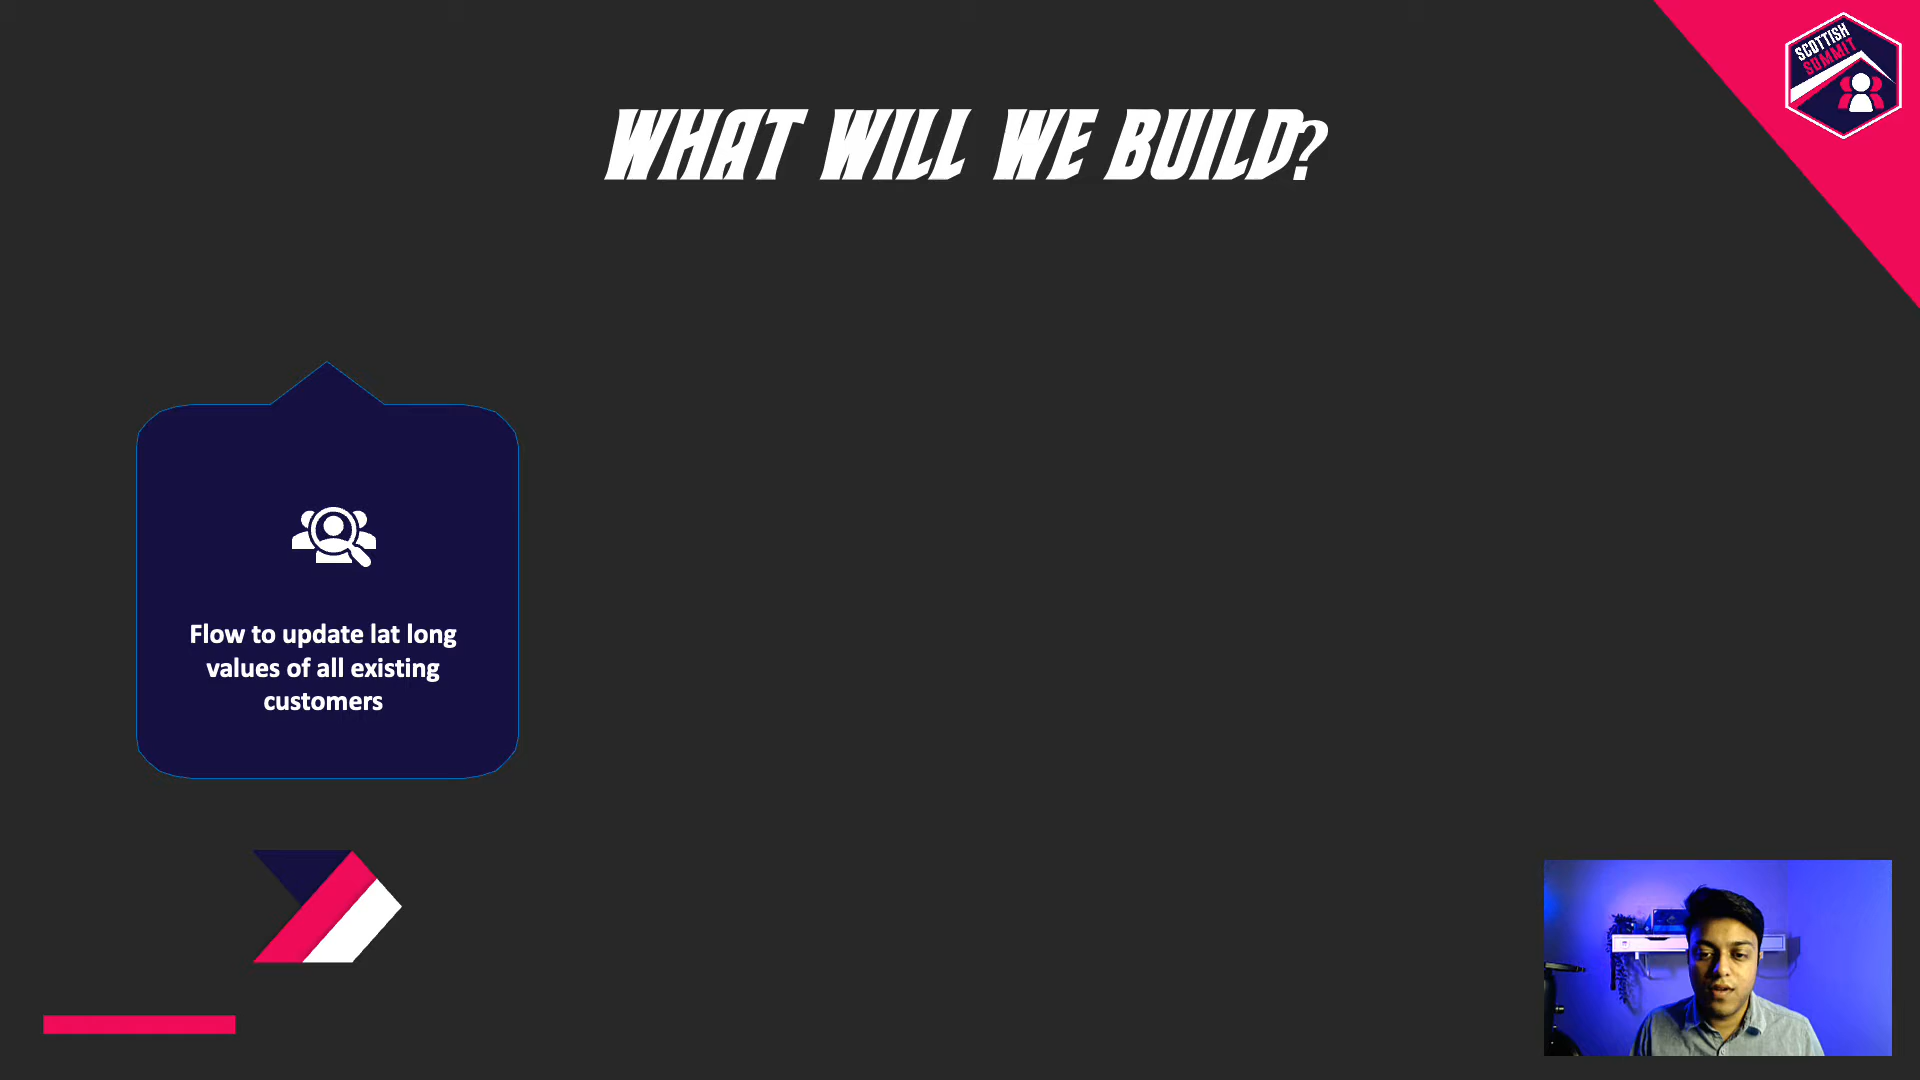 SCOTTISH
SUMMIT
WHAT WILL WE BUILD?
Flow to update lat long
values of all existing
customers